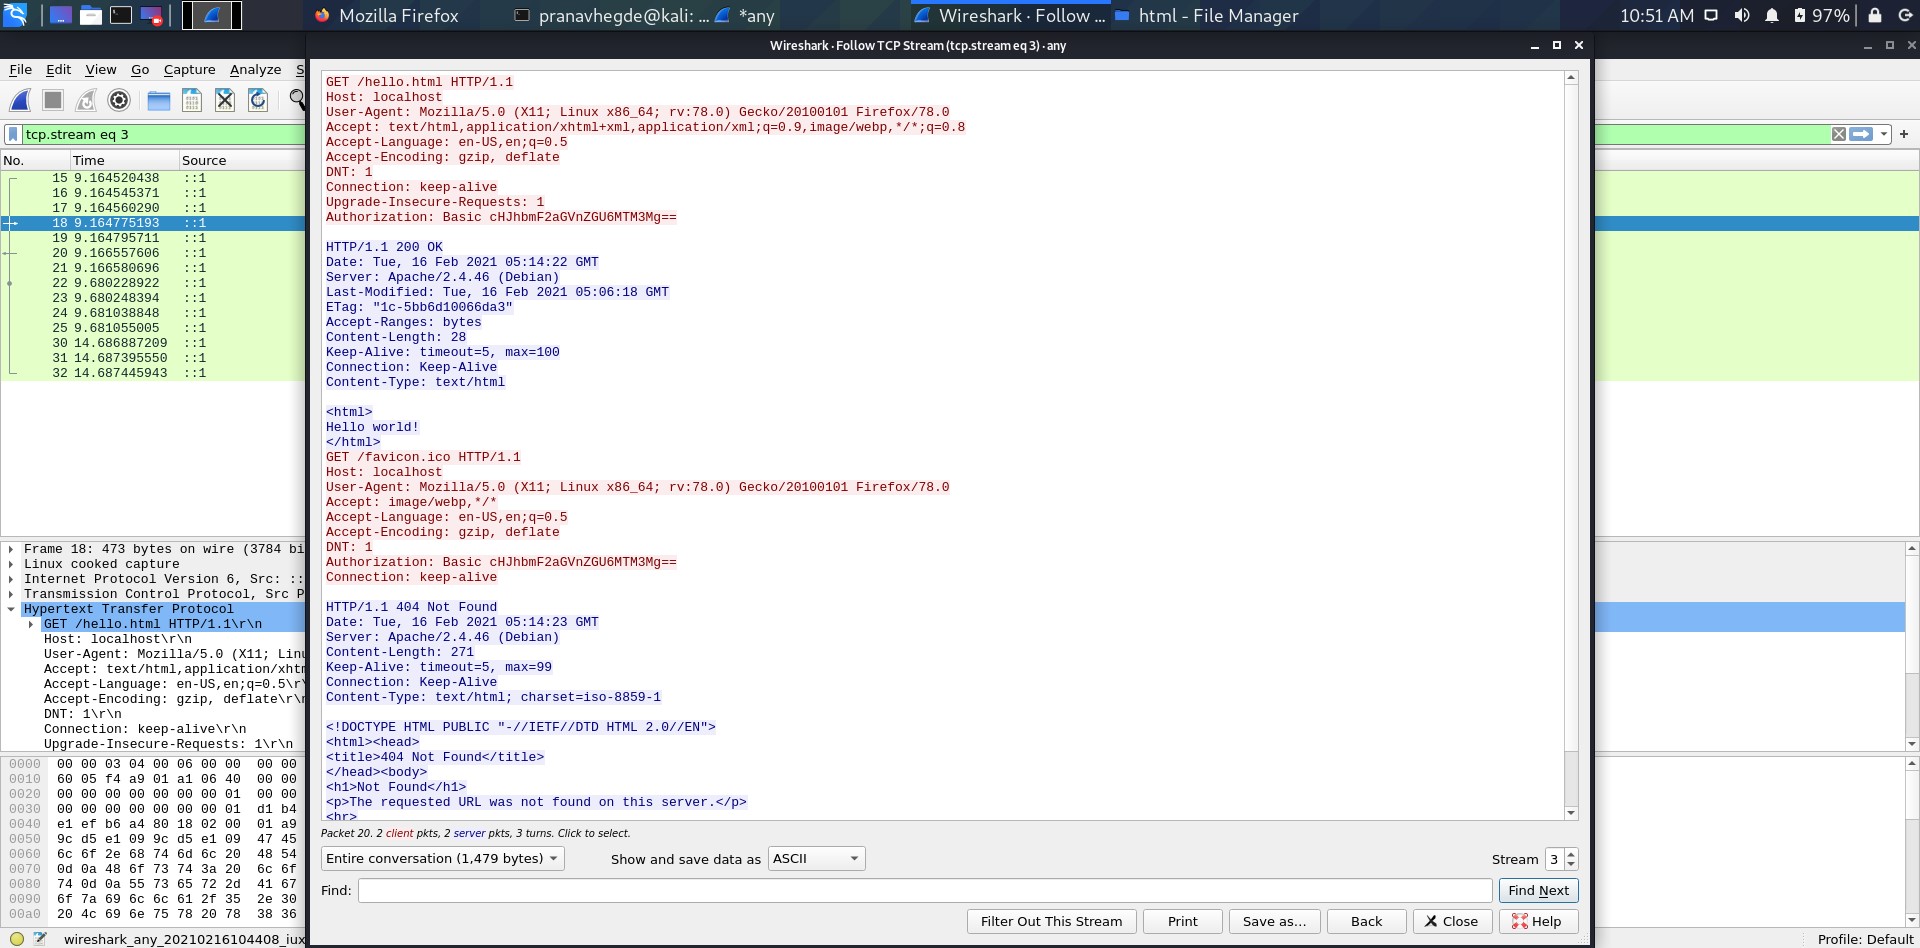 Mozilla Firefox
pranavhegde@kali: ...
*any
Wireshark · Follow ...
html - File Manager
10:51 AM
97%
Wireshark · Follow TCP Stream (tcp.stream eq 3) · any
File Edit View Go Capture Analyze S
tcp.stream eq 3
No. Time Source
15 9.164520438 ::1
16 9.164545371 ::1
17 9.164560290 ::1
18 9.164775193 ::1
19 9.164795711 ::1
20 9.166557606 ::1
21 9.166580696 ::1
22 9.680228922 ::1
23 9.680248394 ::1
24 9.681038848 ::1
25 9.681055005 ::1
30 14.686887209 ::1
31 14.687395550 ::1
32 14.687445943 ::1
Frame 18: 473 bytes on wire (3784 bi
Linux cooked capture
Internet Protocol Version 6, Src: ::
Transmission Control Protocol, Src P
Hypertext Transfer Protocol
GET /hello.html HTTP/1.1\r\n
Host: localhost\r\n
User-Agent: Mozilla/5.0 (X11; Linu
Accept: text/html,application/xhtm
Accept-Language: en-US,en;q=0.5\r\
Accept-Encoding: gzip, deflate\r\n
DNT: 1\r\n
Connection: keep-alive\r\n
Upgrade-Insecure-Requests: 1\r\n
0000 00 00 03 04 00 06 00 00 00 00
0010 60 05 f4 a9 01 a1 06 40 00 00
0020 00 00 00 00 00 00 01 00 00
0030 00 00 00 00 00 00 00 01 d1 b4
0040 e1 ef b6 a4 80 18 02 00 01 a9
0050 9c d5 e1 09 9c d5 e1 09 47 45
0060 6c 6f 2e 68 74 6d 6c 20 48 54
0070 0d 0a 48 6f 73 74 3a 20 6c 6f
0080 74 0d 0a 55 73 65 72 2d 41 67
0090 6f 7a 69 6c 6c 61 2f 35 2e 30
00a0 20 4c 69 6e 75 78 20 78 38 36
GET /hello.html HTTP/1.1
Host: localhost
User-Agent: Mozilla/5.0 (X11; Linux x86_64; rv:78.0) Gecko/20100101 Firefox/78.0
Accept: text/html,application/xhtml+xml,application/xml;q=0.9,image/webp,*/*;q=0.8
Accept-Language: en-US,en;q=0.5
Accept-Encoding: gzip, deflate
DNT: 1
Connection: keep-alive
Upgrade-Insecure-Requests: 1
Authorization: Basic cHJhbmF2aGVnZGU6MTM3Mg==
HTTP/1.1 200 OK
Date: Tue, 16 Feb 2021 05:14:22 GMT
Server: Apache/2.4.46 (Debian)
Last-Modified: Tue, 16 Feb 2021 05:06:18 GMT
ETag: "1c-5bb6d10066da3"
Accept-Ranges: bytes
Content-Length: 28
Keep-Alive: timeout=5, max=100
Connection: Keep-Alive
Content-Type: text/html
<html>
Hello world!
</html>
GET /favicon.ico HTTP/1.1
Host: localhost
User-Agent: Mozilla/5.0 (X11; Linux x86_64; rv:78.0) Gecko/20100101 Firefox/78.0
Accept: image/webp,*/*
Accept-Language: en-US,en;q=0.5
Accept-Encoding: gzip, deflate
DNT: 1
Authorization: Basic cHJhbmF2aGVnZGU6MTM3Mg==
Connection: keep-alive
HTTP/1.1 404 Not Found
Date: Tue, 16 Feb 2021 05:14:23 GMT
Server: Apache/2.4.46 (Debian)
Content-Length: 271
Keep-Alive: timeout=5, max=99
Connection: Keep-Alive
Content-Type: text/html; charset=iso-8859-1
<!DOCTYPE HTML PUBLIC "-//IETF//DTD HTML 2.0//EN">
<html><head>
<title>404 Not Found</title>
</head><body>
<h1>Not Found</h1>
<p>The requested URL was not found on this server.</p>
<hr>
Packet 20. 2 client pkts, 2 server pkts, 3 turns. Click to select.
Entire conversation (1,479 bytes)
Show and save data as ASCII
Stream 3
Find:
Find Next
Filter Out This Stream
Print
Save as...
Back
Close
Help
wireshark_any_20210216104408_iux
Profile: Default